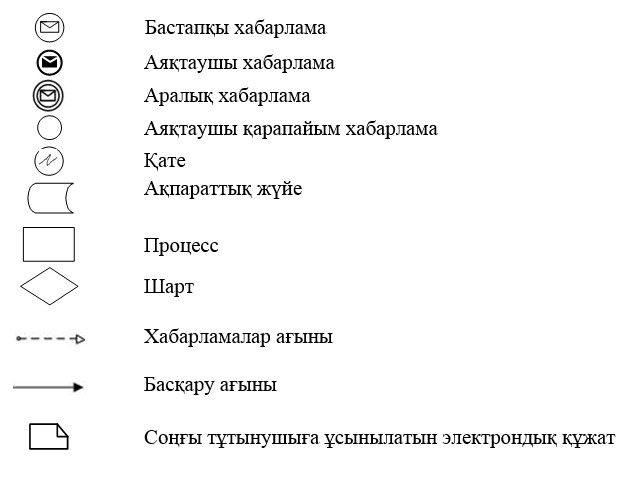 Бастапқы хабарлама
Аяқтаушы хабарлама
Аралық хабарлама
Аяқтаушы қарапайым хабарлама
Қате
Ақпараттық жүйе
Процесс
Шарт
Хабарламалар ағыны
Басқару ағыны
Соңғы тұтынушыға ұсынылатын электрондық құжат